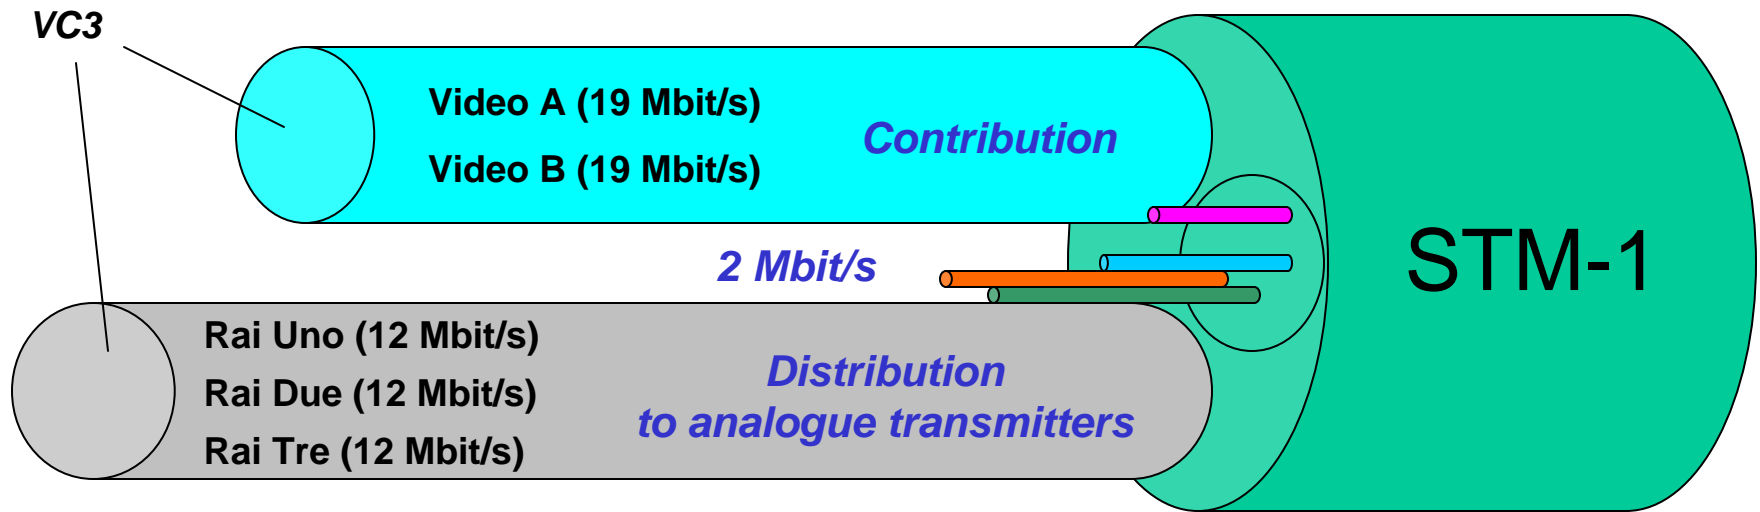 VC3
Video A (19 Mbit/s)
Video B (19 Mbit/s)
Contribution
2 Mbit/s
STM-1
Rai Uno (12 Mbit/s)
Rai Due (12 Mbit/s)
Rai Tre (12 Mbit/s)
Distribution
to analogue transmitters